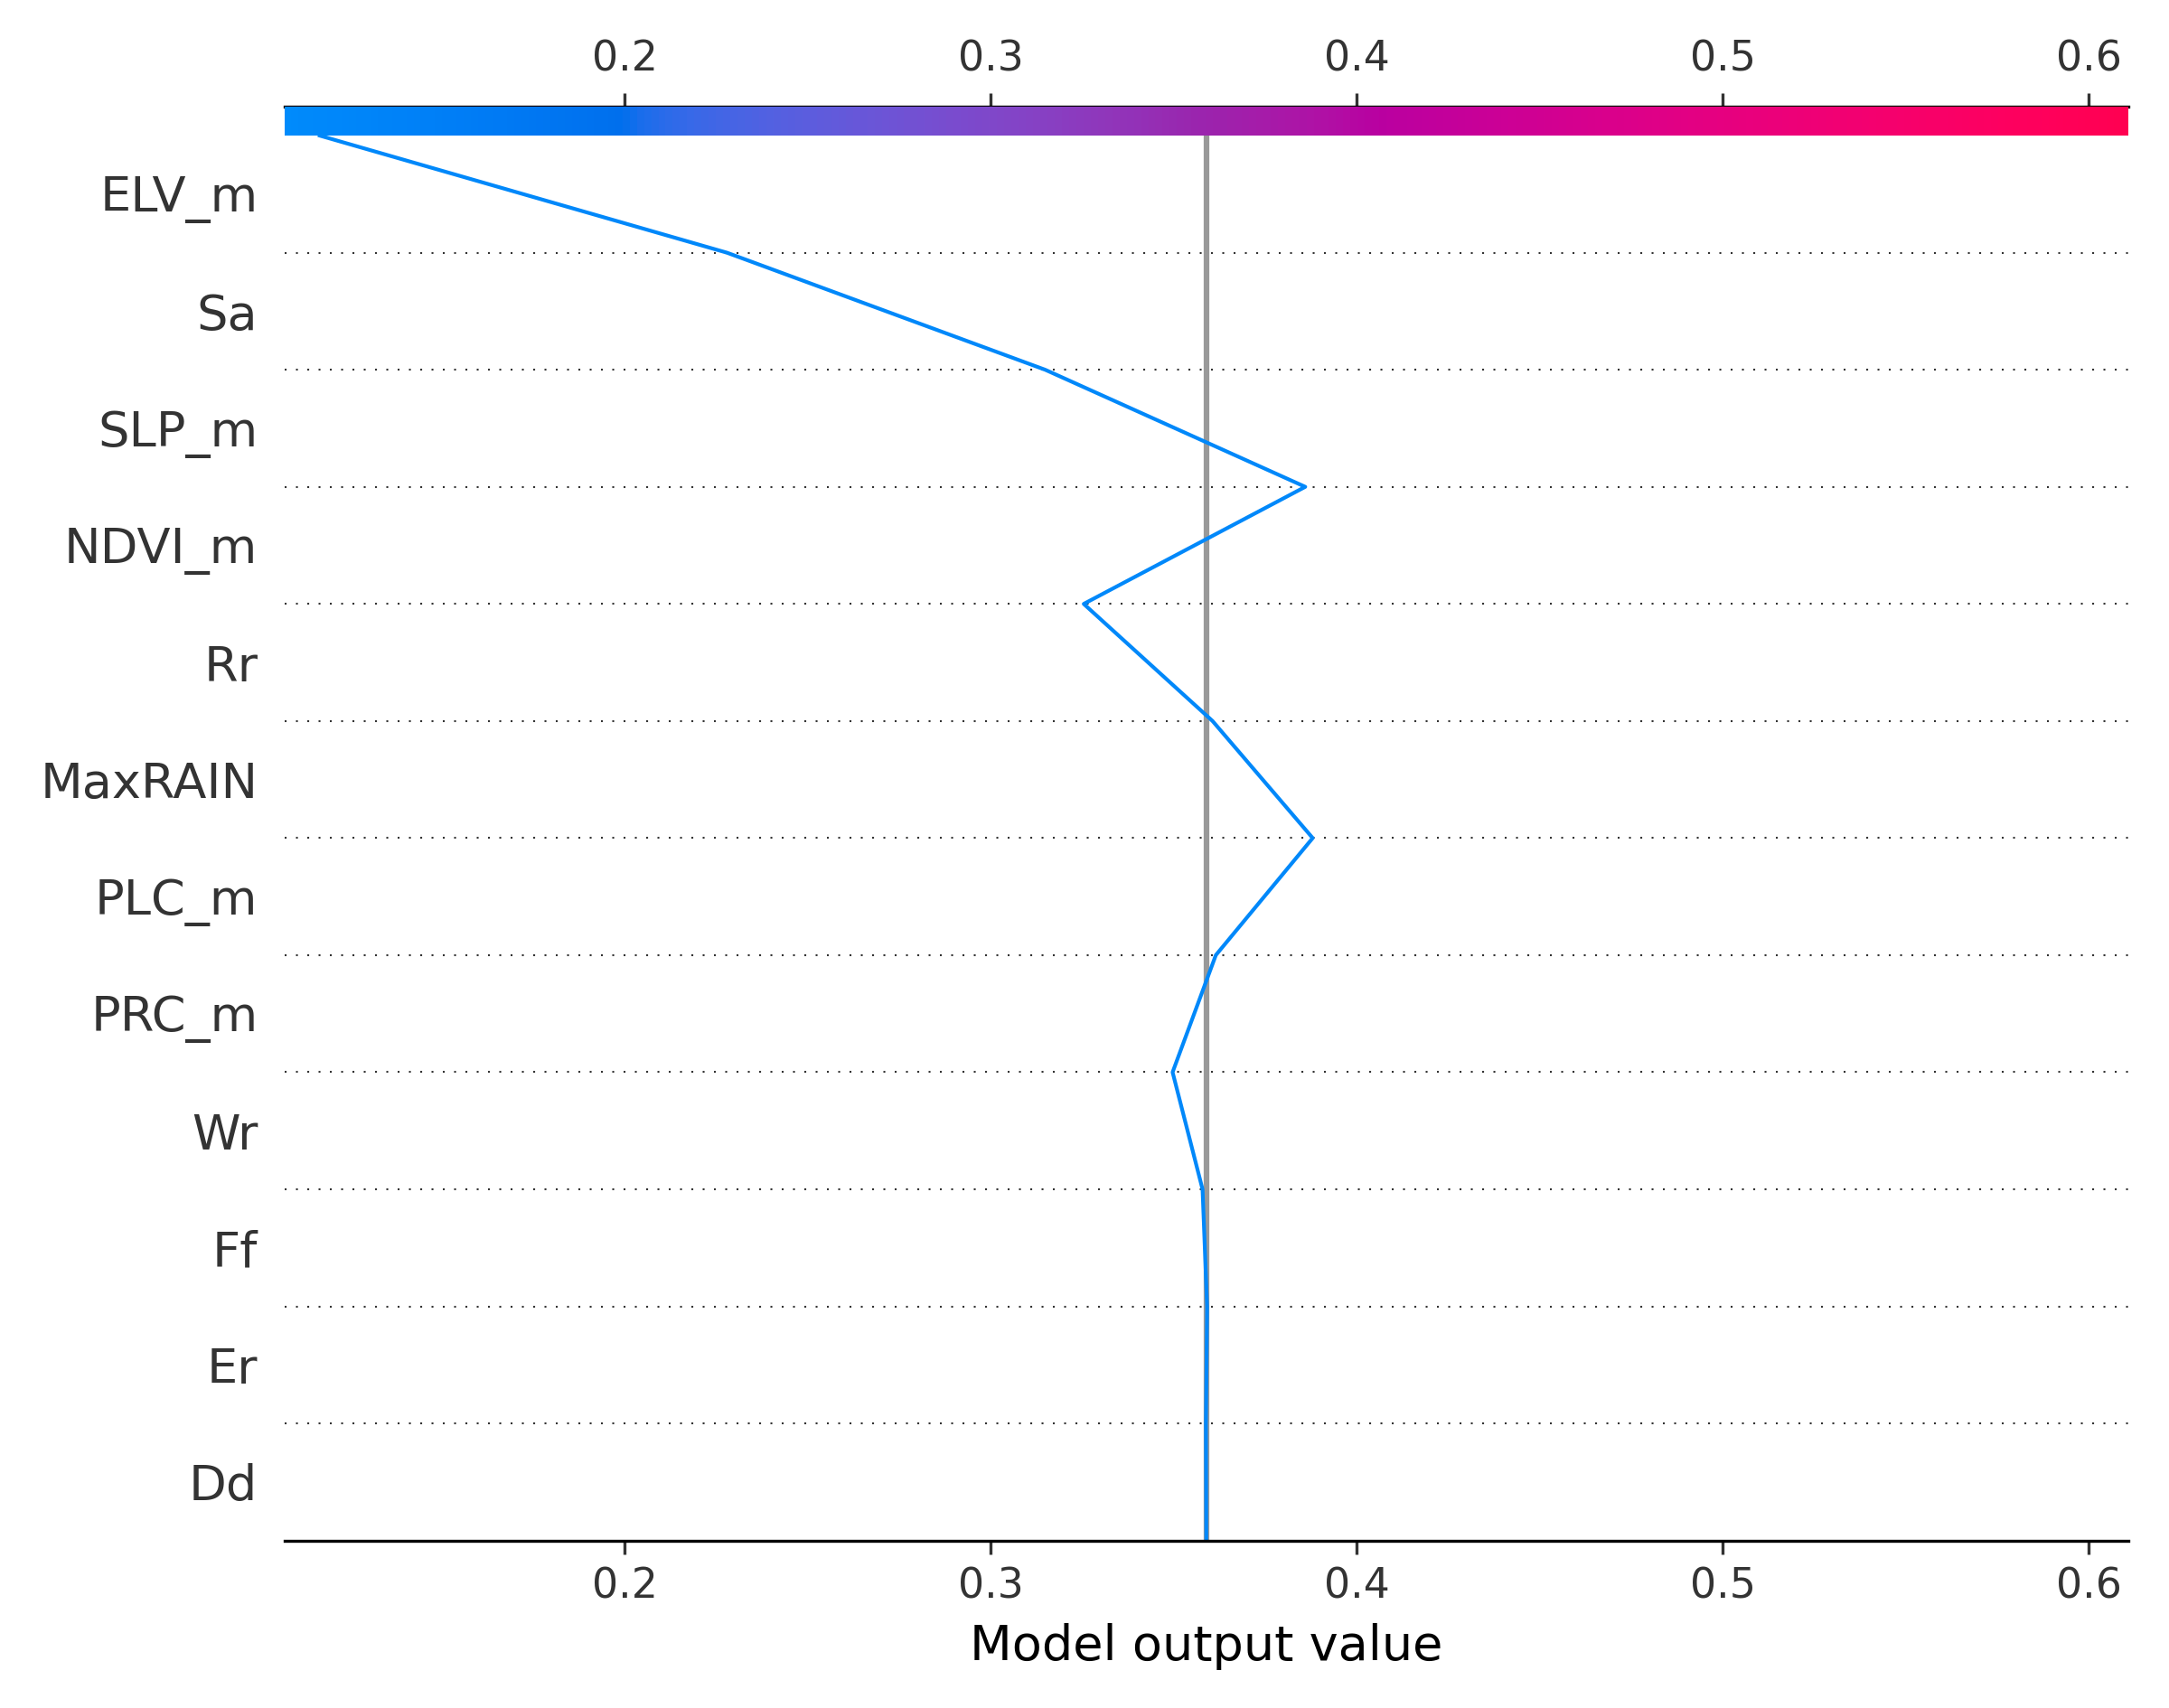 0.2 0.3 0.4 0.5 0.6
ELV_m
Sa
SLP_m
NDVI_m
Rr
MaxRAIN
PLC_m
PRC_m
Wr
Ff
Er
Dd
0.2 0.3 0.4 0.5 0.6
Model output value